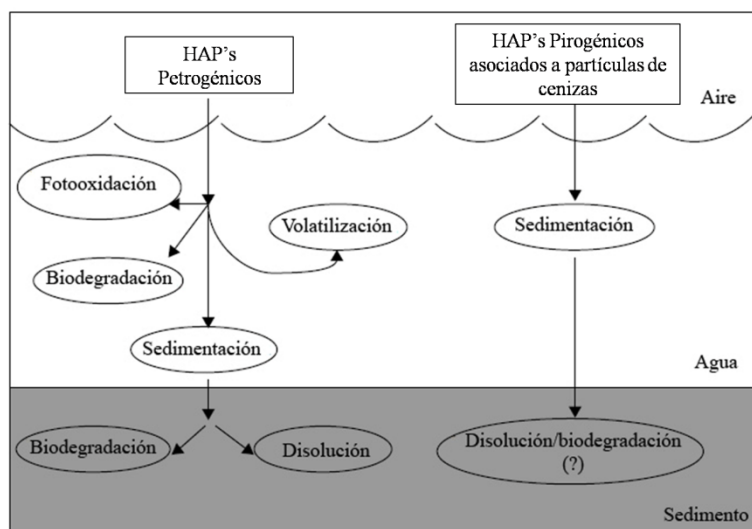 HAP's
Petrogénicos
HAP's Pirogénicos
asociados a partículas de
cenizas
Aire
Fotooxidación
Volatilización
Sedimentación
Biodegradación
Sedimentación
Agua
Biodegradación
Disolución
Disolución/biodegradación
(?)
Sedimento